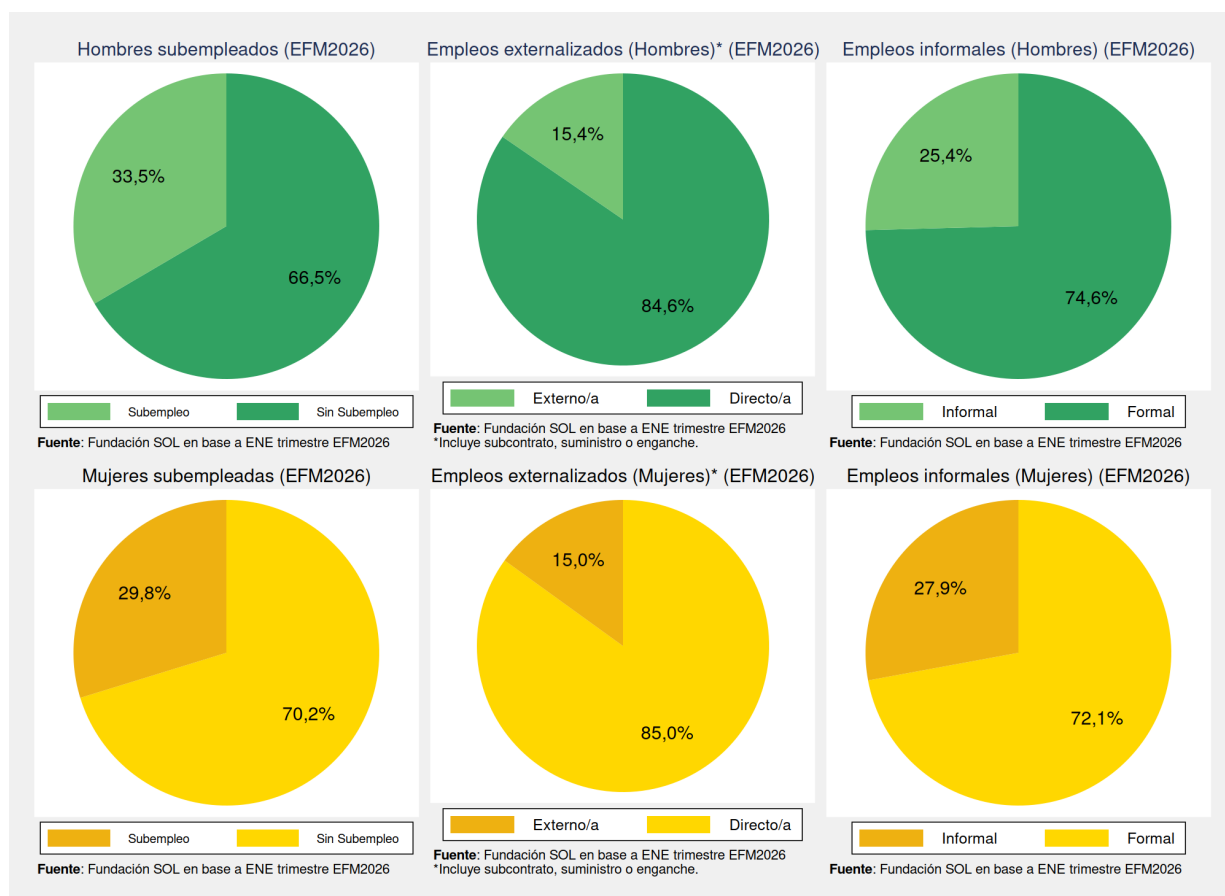 Hombres subempleados (EFM2026)
33,5%
66,5%
Subempleo
Sin Subempleo
Fuente: Fundación SOL en base a ENE trimestre EFM2026
Empleos externalizados (Hombres)* (EFM2026)
15,4%
84,6%
Externo/a
Directo/a
Fuente: Fundación SOL en base a ENE trimestre EFM2026
*Incluye subcontrato, suministro o enganche.
Empleos informales (Hombres) (EFM2026)
25,4%
74,6%
Informal
Formal
Fuente: Fundación SOL en base a ENE trimestre EFM2026
Mujeres subempleadas (EFM2026)
29,8%
70,2%
Subempleo
Sin Subempleo
Fuente: Fundación SOL en base a ENE trimestre EFM2026
Empleos externalizados (Mujeres)* (EFM2026)
15,0%
85,0%
Externo/a
Directo/a
Fuente: Fundación SOL en base a ENE trimestre EFM2026
*Incluye subcontrato, suministro o enganche.
Empleos informales (Mujeres) (EFM2026)
27,9%
72,1%
Informal
Formal
Fuente: Fundación SOL en base a ENE trimestre EFM2026